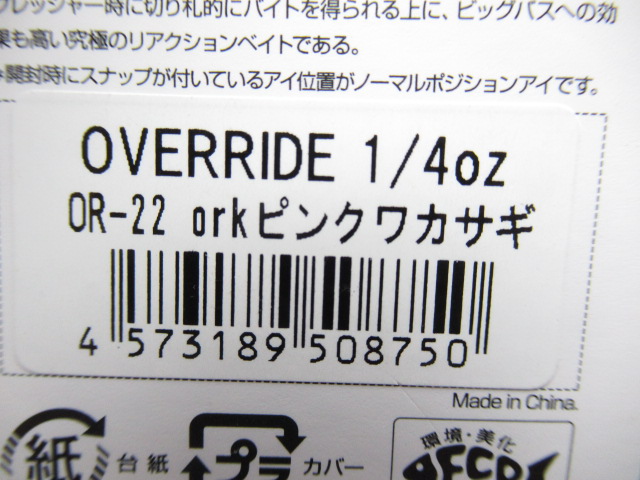 プレッシャー時に切り札的にバイトを得られる上に、ビッグバスへの効
果も高い究極のリアクションベイトである。
開封時にスナップが付いているアイ位置がノーマルポジションアイです。
OVERRIDE 1/4oz
OR-22 orkピンクワカサギ
4 573189 508750
Made in China.
紙 台紙 プラ カバー
環境・美化
FECO